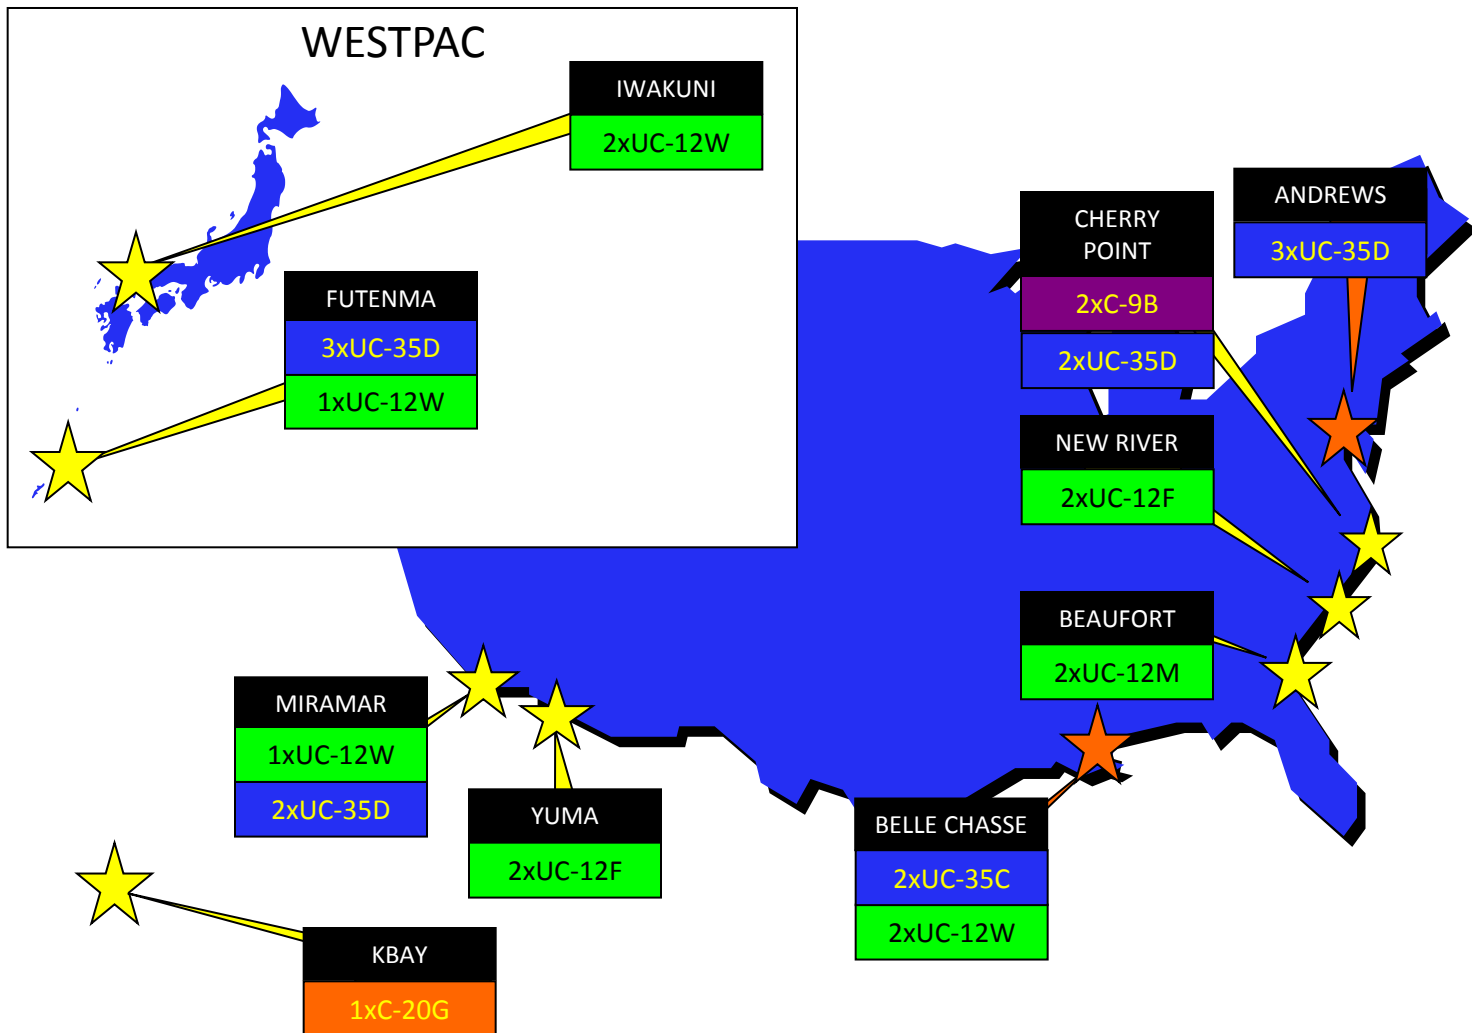 WESTPAC
IWAKUNI
2xUC-12W
FUTENMA
3xUC-35D
1xUC-12W
ANDREWS
3xUC-35D
CHERRY
POINT
2xC-9B
2xUC-35D
NEW RIVER
2xUC-12F
BEAUFORT
2xUC-12M
MIRAMAR
1xUC-12W
2xUC-35D
YUMA
2xUC-12F
BELLE CHASSE
2xUC-35C
2xUC-12W
KBAY
1xC-20G